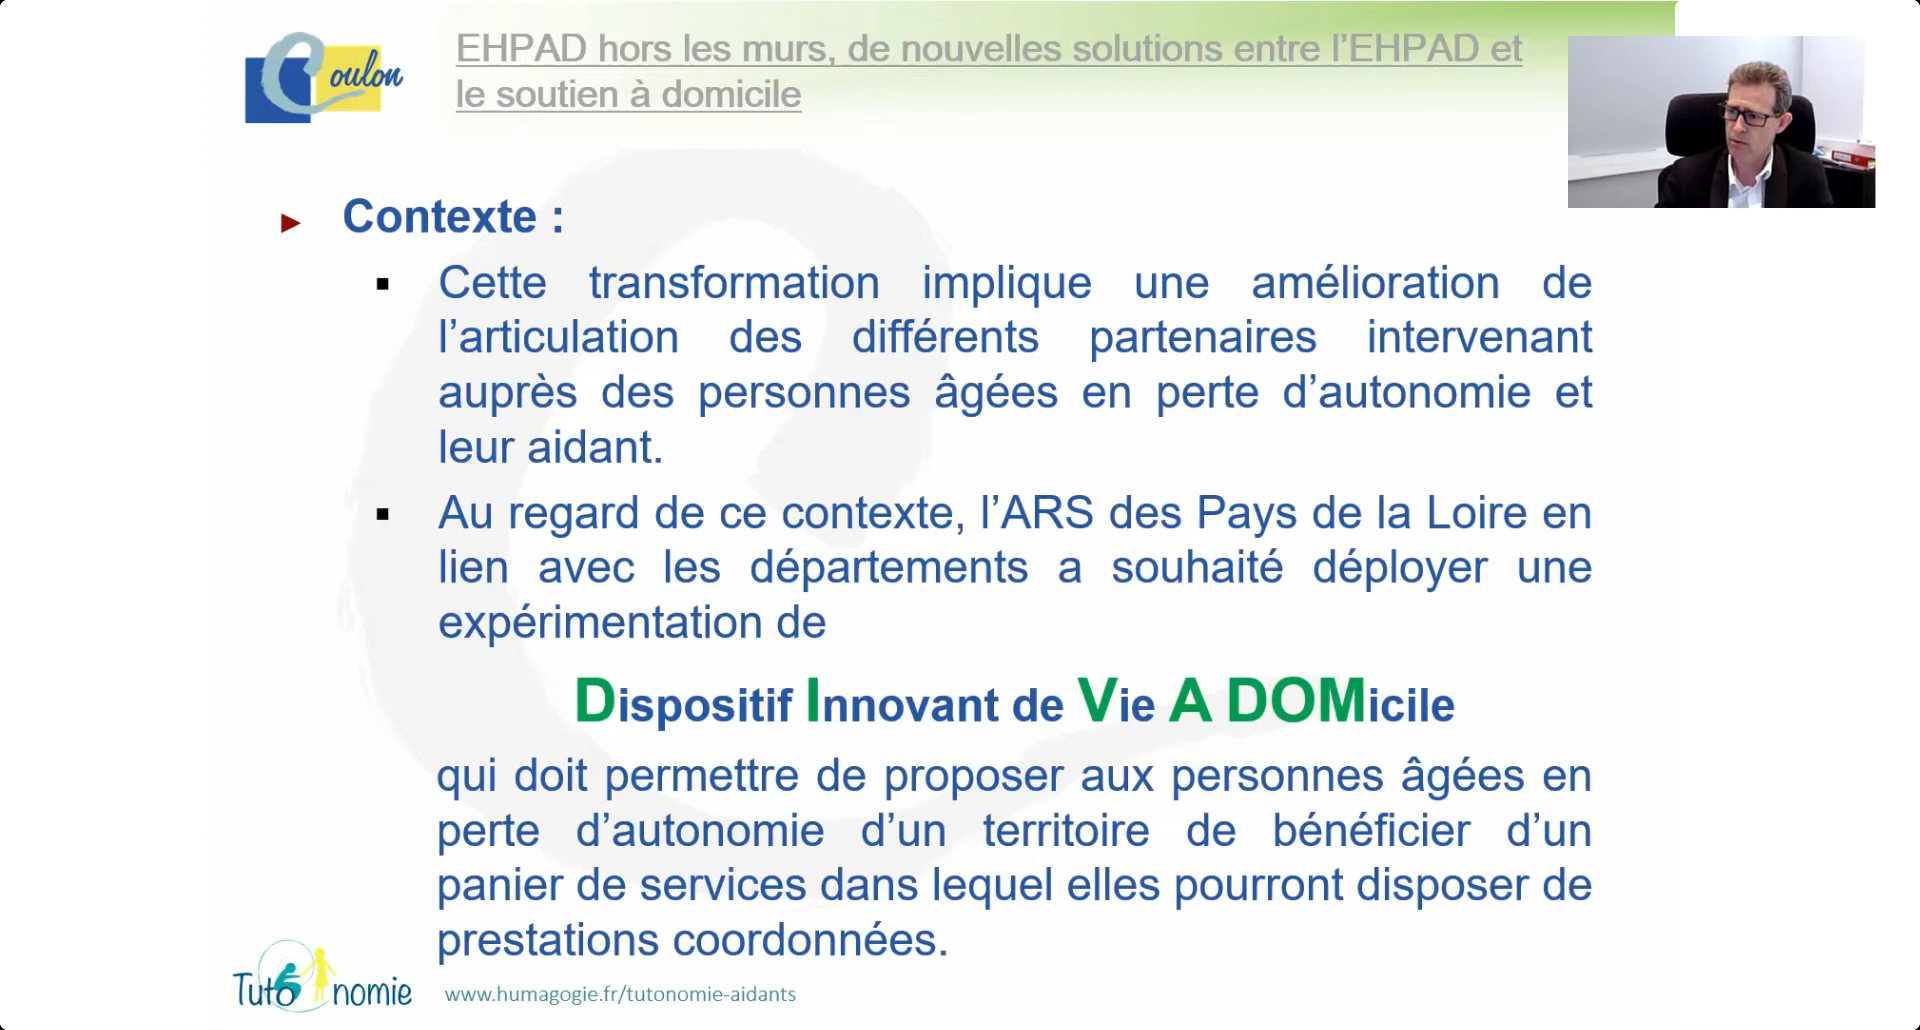 Coulon
EHPAD hors les murs, de nouvelles solutions entre l’EHPAD et
le soutien à domicile
Contexte :
Cette transformation implique une amélioration de
l’articulation des différents partenaires intervenant
auprès des personnes âgées en perte d’autonomie et
leur aidant.
Au regard de ce contexte, l’ARS des Pays de la Loire en
lien avec les départements a souhaité déployer une
expérimentation de
Dispositif Innovant de Vie A DOMicile
qui doit permettre de proposer aux personnes âgées en
perte d’autonomie d’un territoire de bénéficier d’un
panier de services dans lequel elles pourront disposer de
prestations coordonnées.
Tutonomie
www.humagogie.fr/tutonomie-aidants